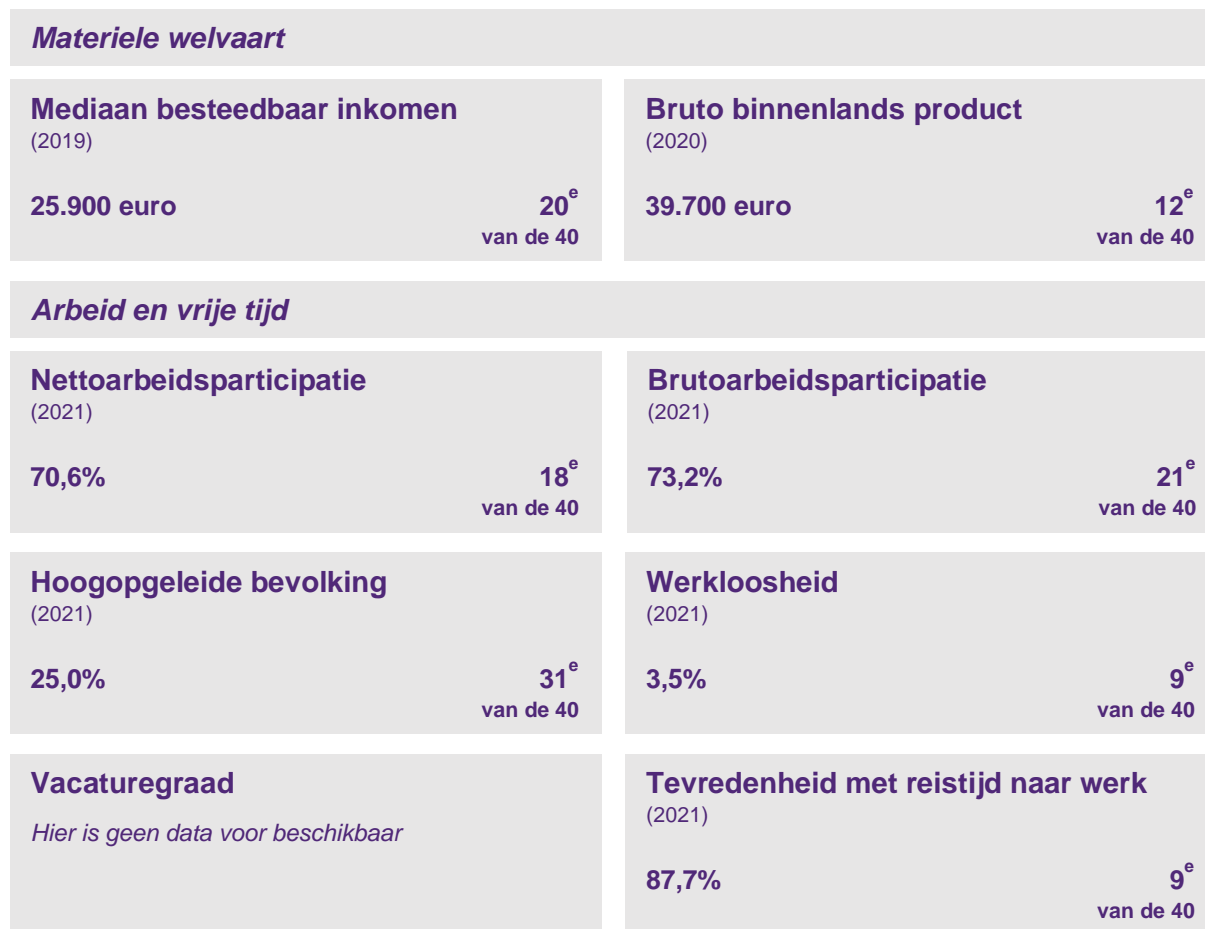 Materiele welvaart
Mediaan besteedbaar inkomen
(2019)
25.900 euro 20e
van de 40
Bruto binnenlands product
(2020)
39.700 euro 12e
van de 40
Arbeid en vrije tijd
Nettoarbeidsparticipatie
(2021)
70,6% 18e
van de 40
Brutoarbeidsparticipatie
(2021)
73,2% 21e
van de 40
Hoogopgeleide bevolking
(2021)
25,0% 31e
van de 40
Werkloosheid
(2021)
3,5% 9e
van de 40
Vacaturegraad
Hier is geen data voor beschikbaar
Tevredenheid met reistijd naar werk
(2021)
87,7% 9e
van de 40